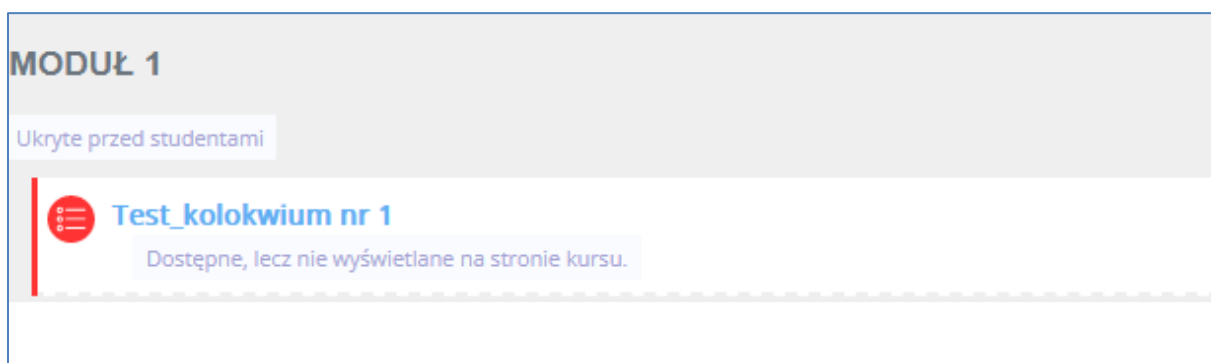 MODUŁ 1
Ukryte przed studentami
Test_kolokwium nr 1
Dostępne, lecz nie wyświetlane na stronie kursu.